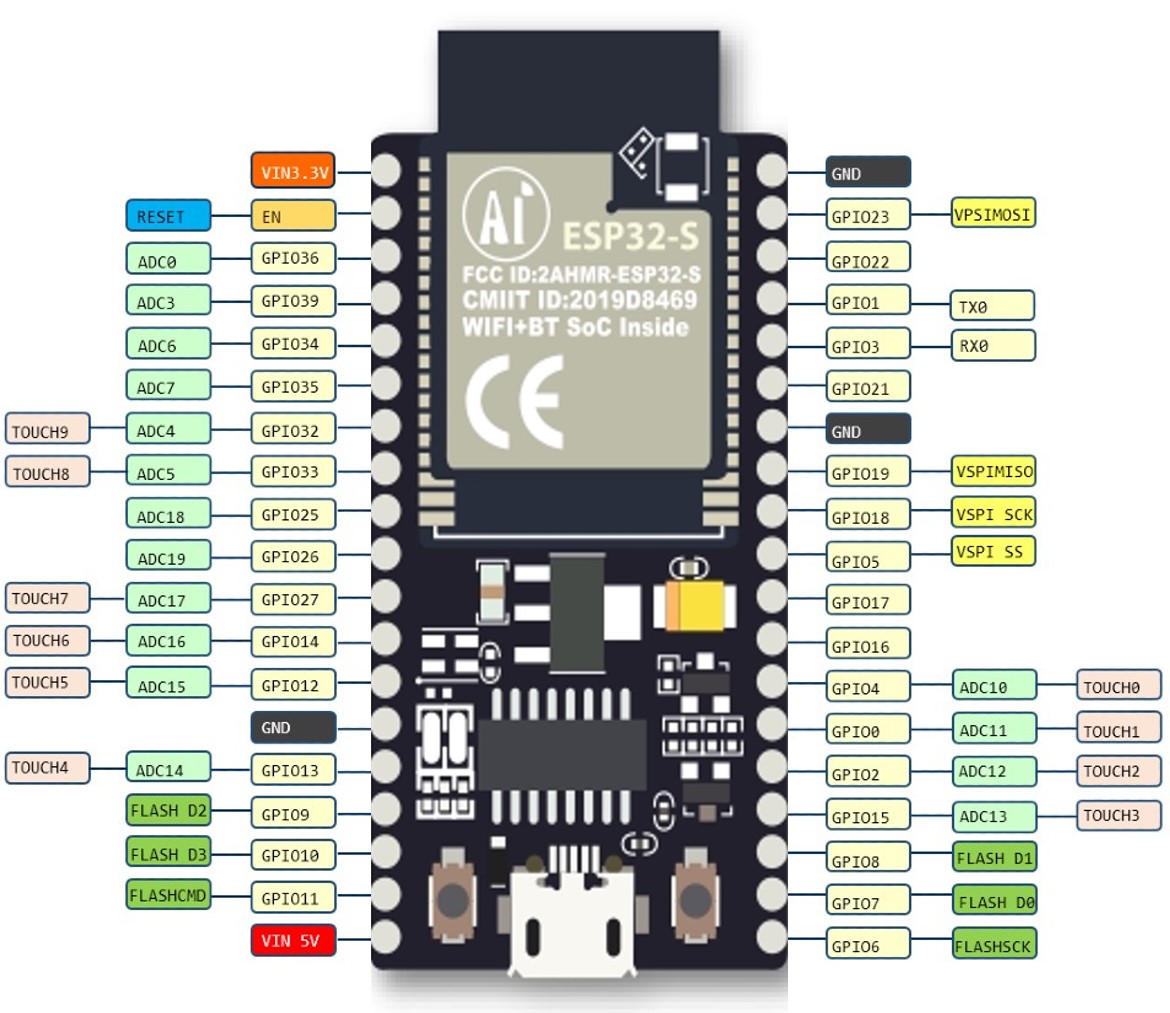 VIN3.3V
GND
RESET EN
GPIO23 VPSIMOSI
ADC0 GPIO36
GPIO22
ADC3 GPIO39
GPIO1 TX0
ADC6 GPIO34
GPIO3 RX0
ADC7 GPIO35
GPIO21
TOUCH9 ADC4 GPIO32
GND
TOUCH8 ADC5 GPIO33
GPIO19 VSPIMISO
ADC18 GPIO25
GPIO18 VSPI SCK
ADC19 GPIO26
GPIO5 VSPI SS
TOUCH7 ADC17 GPIO27
GPIO17
TOUCH6 ADC16 GPIO14
GPIO16
TOUCH5 ADC15 GPIO12
GPIO4 ADC10 TOUCH0
GND
GPIO0 ADC11 TOUCH1
TOUCH4 ADC14 GPIO13
GPIO2 ADC12 TOUCH2
FLASH D2 GPIO9
GPIO15 ADC13 TOUCH3
FLASH D3 GPIO10
GPIO8 FLASH D1
FLASHCMD GPIO11
GPIO7 FLASH D0
VIN 5V
GPIO6 FLASHSCK
Ai
ESP32-S
FCC ID:2AHMR-ESP32-S
CMIIT ID:2019D8469
WIFI+BT SoC Inside
CE